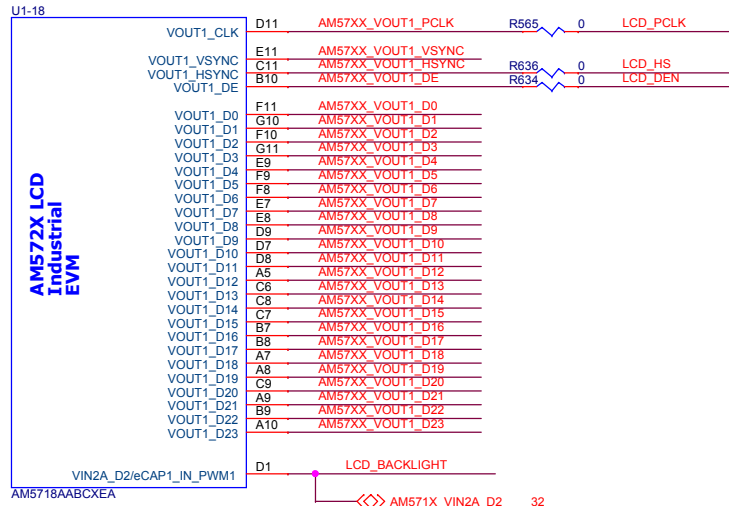 U1-18
VOUT1_CLK D11 AM57XX_VOUT1_PCLK R565 0 LCD_PCLK
VOUT1_VSYNC E11 AM57XX_VOUT1_VSYNC
VOUT1_HSYNC C11 AM57XX_VOUT1_HSYNC R636 0 LCD_HS
VOUT1_DE B10 AM57XX_VOUT1_DE R634 0 LCD_DEN
VOUT1_D0 F11 AM57XX_VOUT1_D0
VOUT1_D1 G10 AM57XX_VOUT1_D1
VOUT1_D2 F10 AM57XX_VOUT1_D2
VOUT1_D3 G11 AM57XX_VOUT1_D3
VOUT1_D4 E9 AM57XX_VOUT1_D4
VOUT1_D5 F9 AM57XX_VOUT1_D5
VOUT1_D6 F8 AM57XX_VOUT1_D6
VOUT1_D7 E7 AM57XX_VOUT1_D7
VOUT1_D8 E8 AM57XX_VOUT1_D8
VOUT1_D9 D9 AM57XX_VOUT1_D9
VOUT1_D10 D7 AM57XX_VOUT1_D10
VOUT1_D11 D8 AM57XX_VOUT1_D11
VOUT1_D12 A5 AM57XX_VOUT1_D12
VOUT1_D13 C6 AM57XX_VOUT1_D13
VOUT1_D14 C8 AM57XX_VOUT1_D14
VOUT1_D15 C7 AM57XX_VOUT1_D15
VOUT1_D16 B7 AM57XX_VOUT1_D16
VOUT1_D17 B8 AM57XX_VOUT1_D17
VOUT1_D18 A7 AM57XX_VOUT1_D18
VOUT1_D19 A8 AM57XX_VOUT1_D19
VOUT1_D20 C9 AM57XX_VOUT1_D20
VOUT1_D21 A9 AM57XX_VOUT1_D21
VOUT1_D22 B9 AM57XX_VOUT1_D22
VOUT1_D23 A10 AM57XX_VOUT1_D23
AM572X LCD
Industrial
EVM
VIN2A_D2/eCAP1_IN_PWM1 D1 LCD_BACKLIGHT
AM5718AABCXEA
AM571X_VIN2A_D2 32